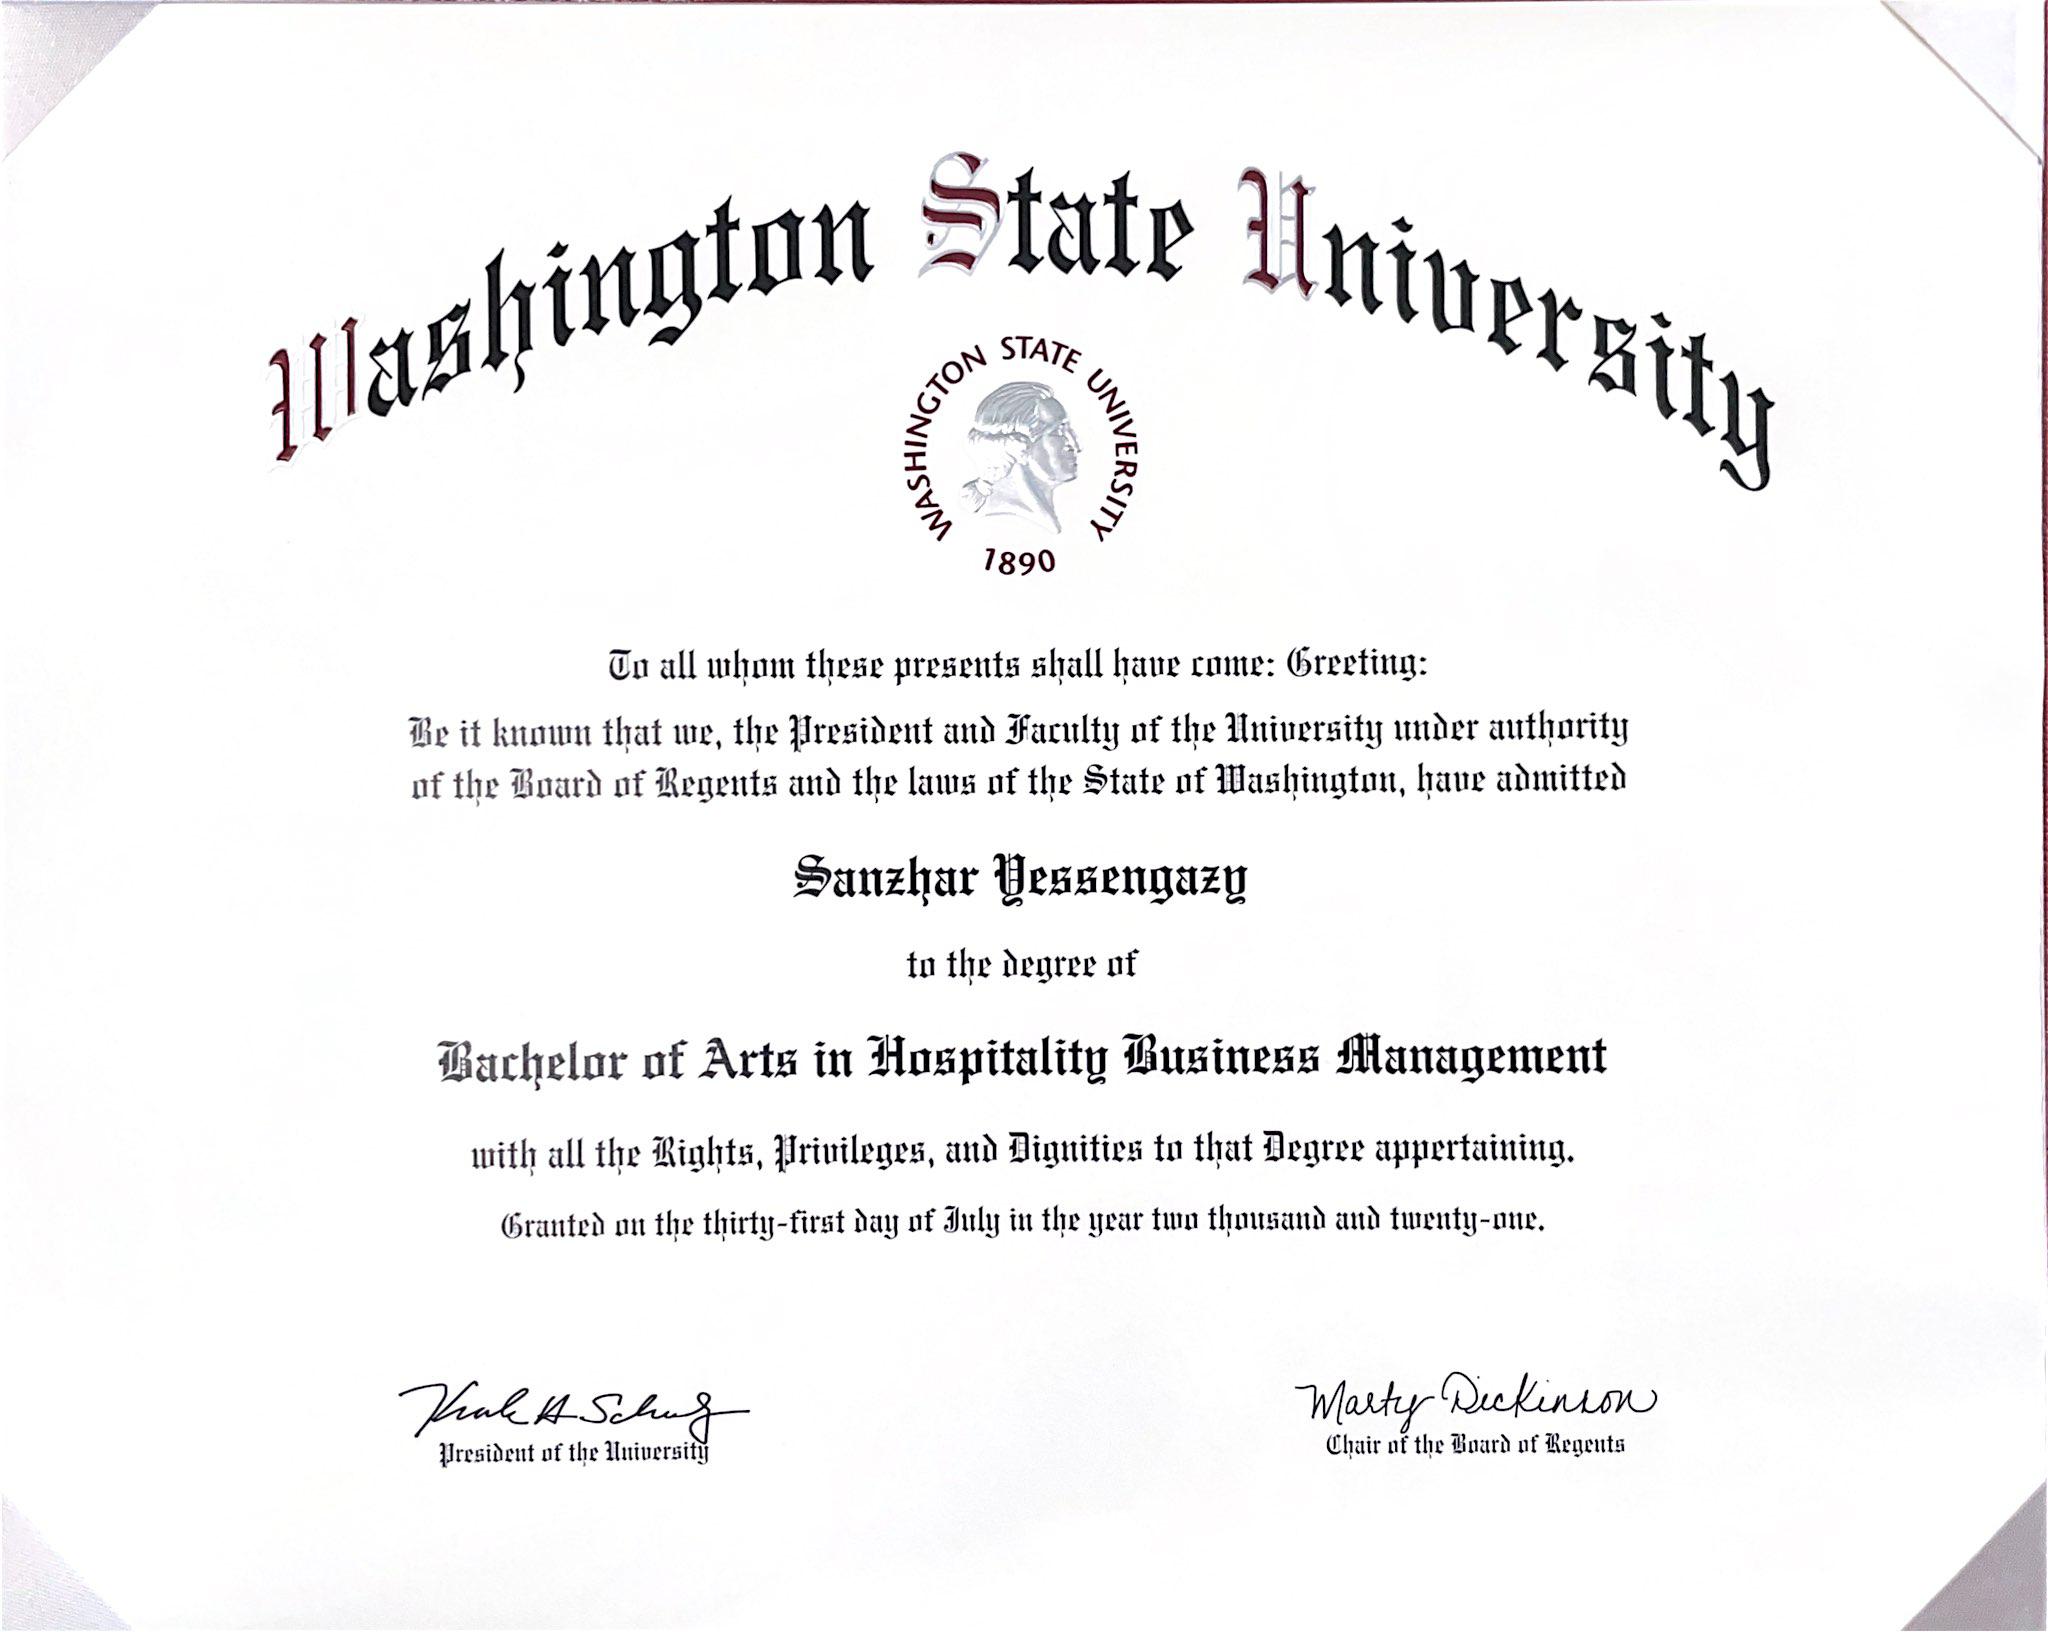 Washington State University
WASHINGTON STATE UNIVERSITY
1890
To all whom these presents shall have come: Greeting:
Be it known that we, the President and Faculty of the University under authority
of the Board of Regents and the laws of the State of Washington, have admitted
Sanzhar Yessengazy
to the degree of
Bachelor of Arts in Hospitality Business Management
with all the Rights, Privileges, and Dignities to that Degree appertaining.
Granted on the thirty-first day of July in the year two thousand and twenty-one.
Kirk H Schulz
President of the University
Marty Dickinson
Chair of the Board of Regents